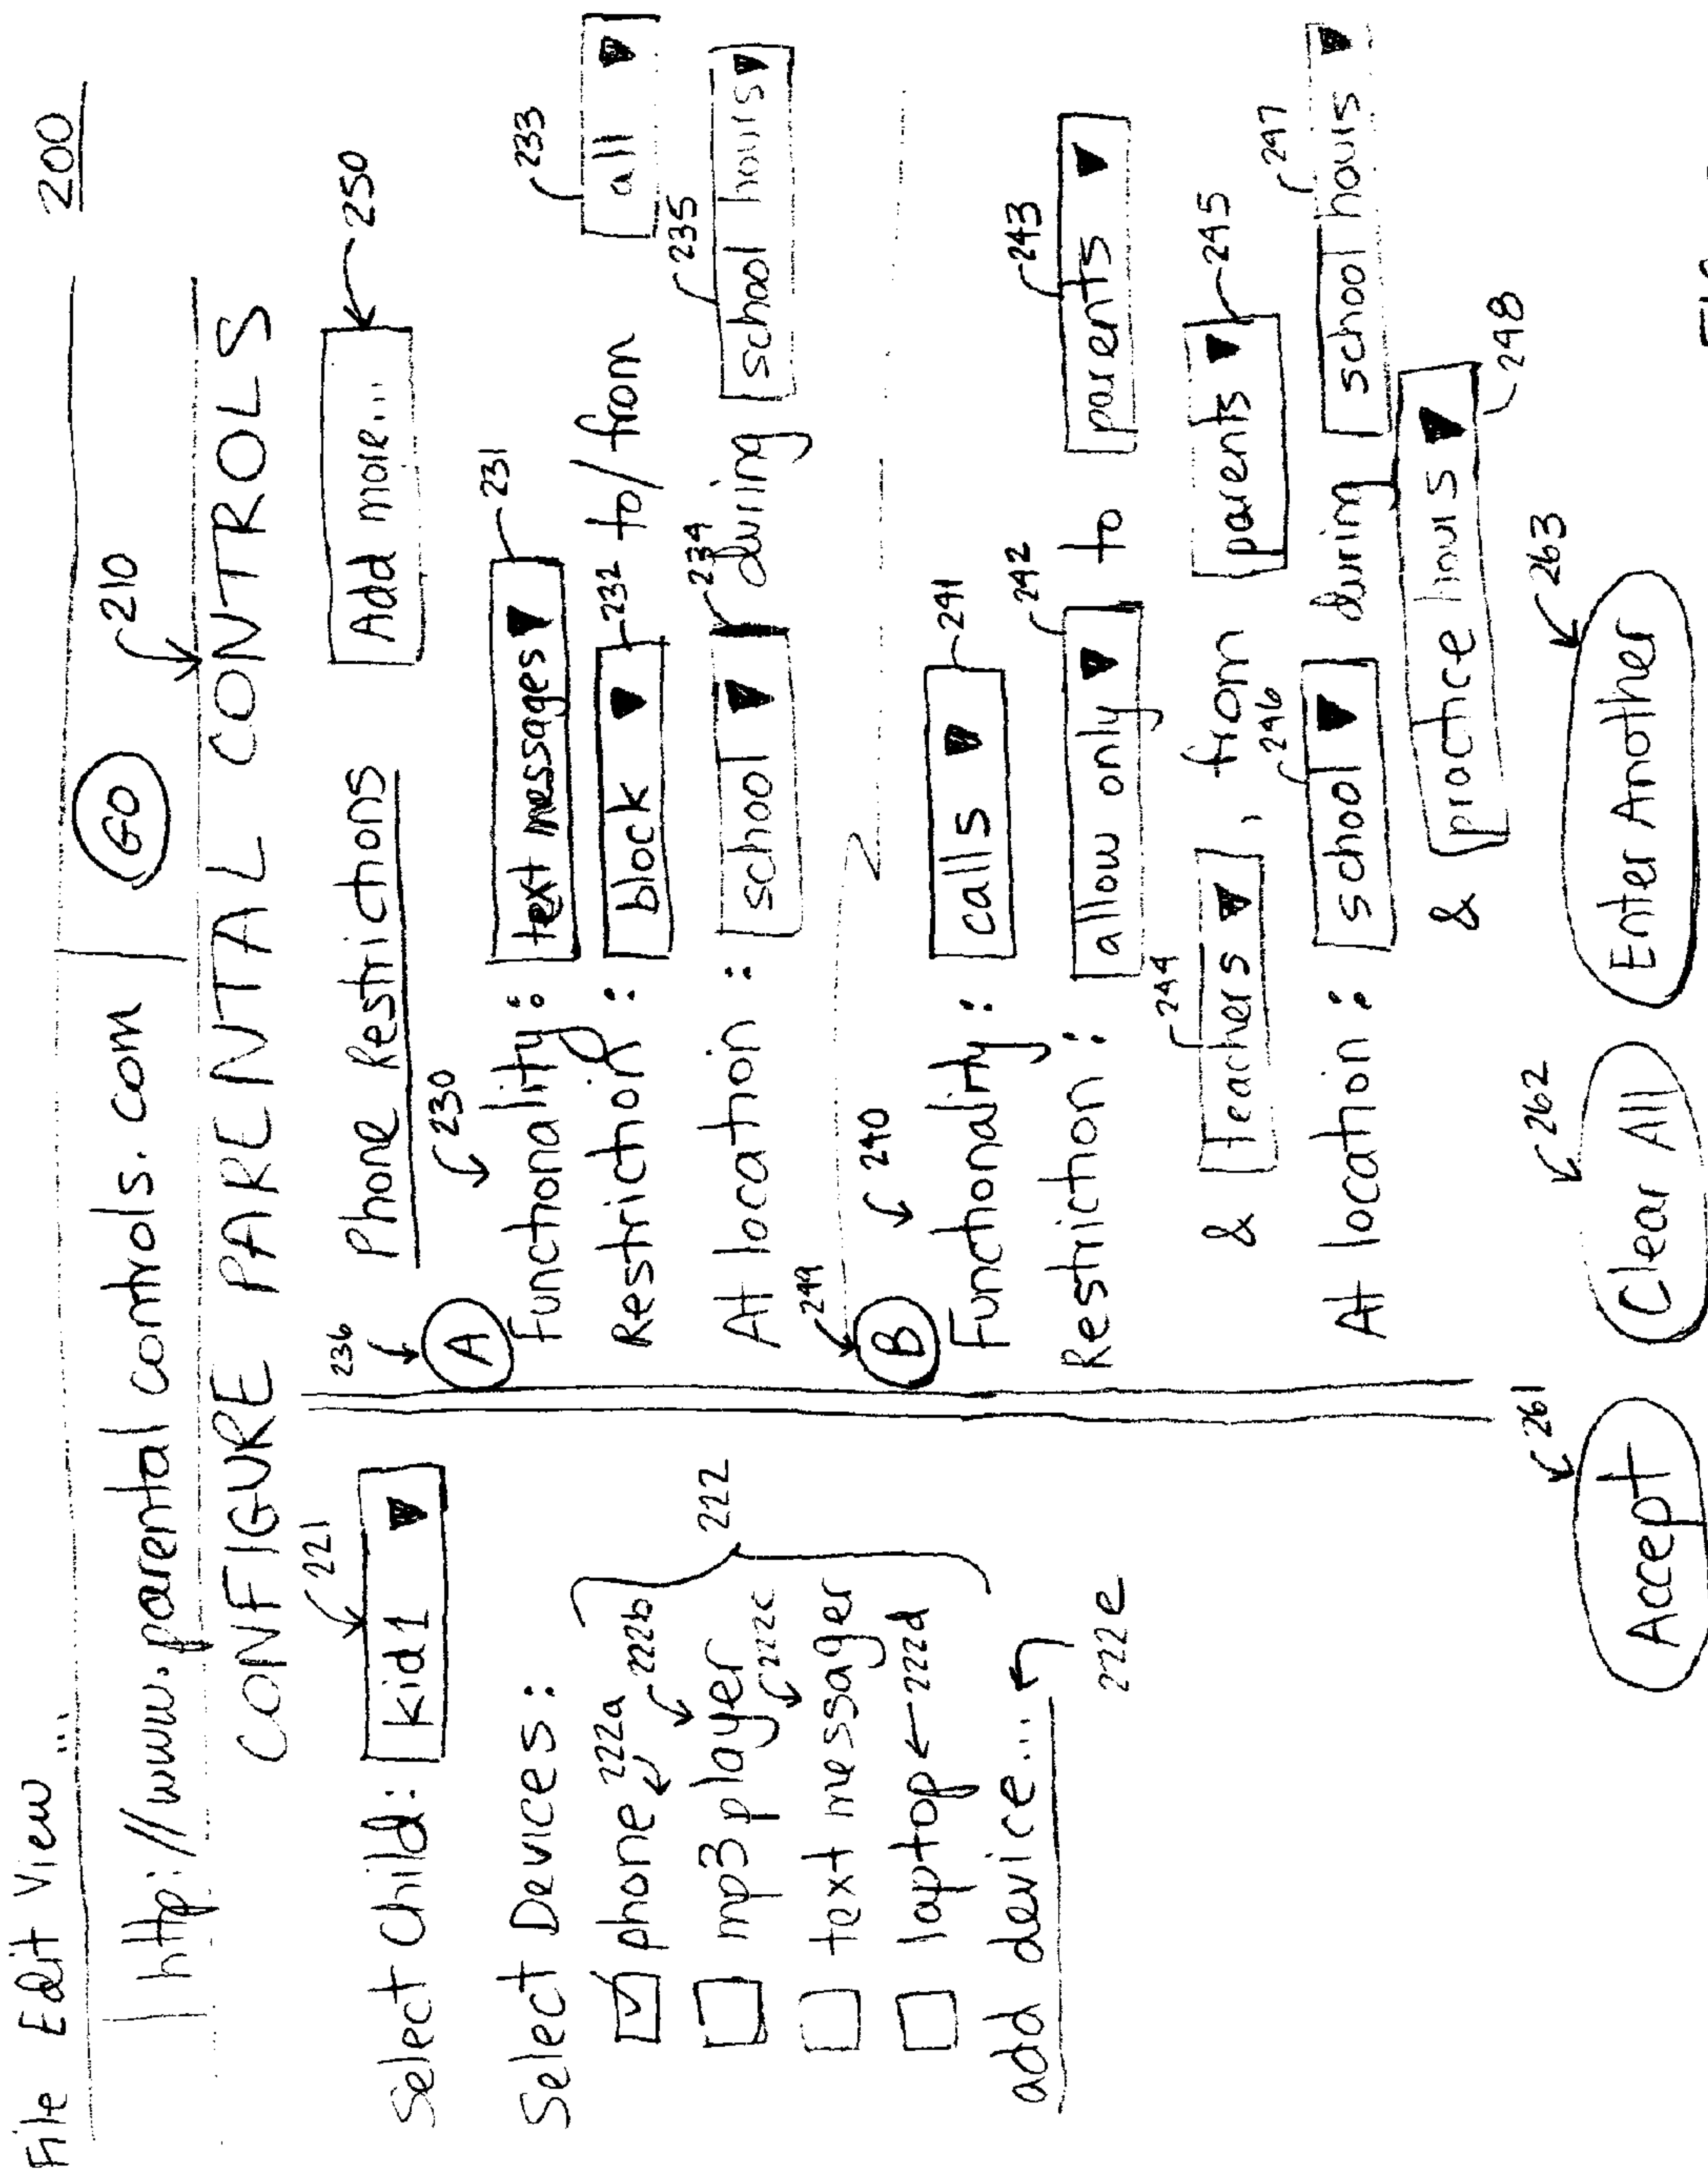 File Edit View ...
200
http://www.parentalcontrols.com
GO
210
CONFIGURE PARENTAL CONTROLS
221
Select Child: kid1
Select Devices:
phone 222a
mp3 player 222b
text messager 222c
laptop 222d
add device...
222
222e
Phone Restrictions
Add more...
250
236
230
A
Functionality: text messages
231
Restriction: block
232
to/from all
233
At location: school
234
during school hours
235
249
240
B
Functionality: calls
241
Restriction: allow only
242
to parents
243
& teachers, from parents
244
245
At location: school during school hours
246
247
& practice hours
248
Accept
261
Clear All
262
Enter Another
263